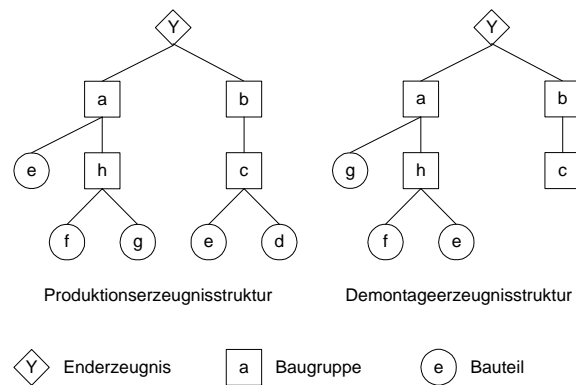 Y Y
a b a b
e h c g h c
f g e d f e
Produktionserzeugnisstruktur Demontageerzeugnisstruktur
Y Enderzeugnis a Baugruppe e Bauteil